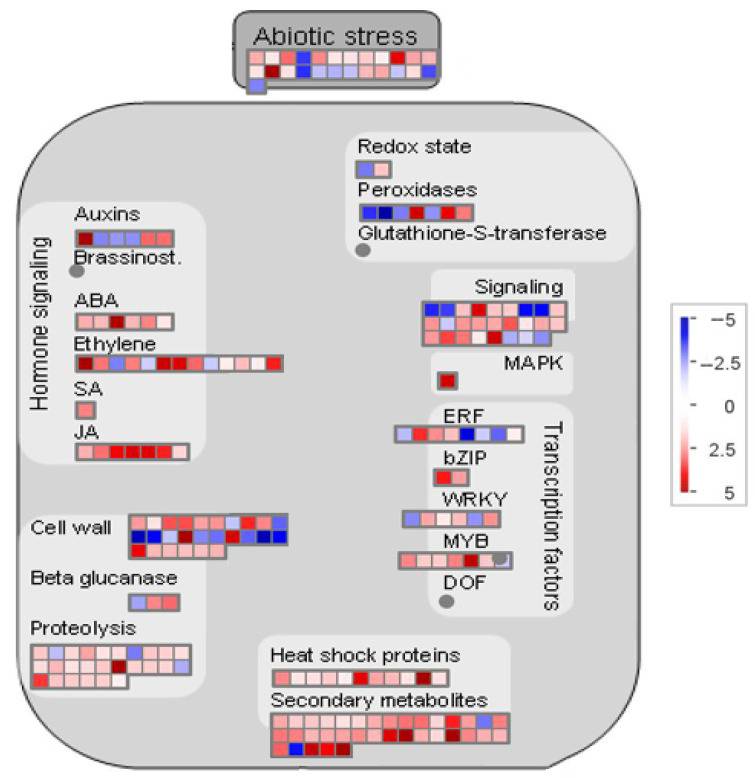 Abiotic stress
Redox state
Peroxidases
Glutathione-S-transferase
Hormone signaling
Auxins
Brassinost.
ABA
Ethylene
SA
JA
Signaling
MAPK
ERF
bZIP
WRKY
MYB
DOF
Transcription factors
-5
-2.5
0
2.5
5
Cell wall
Beta glucanase
Proteolysis
Heat shock proteins
Secondary metabolites